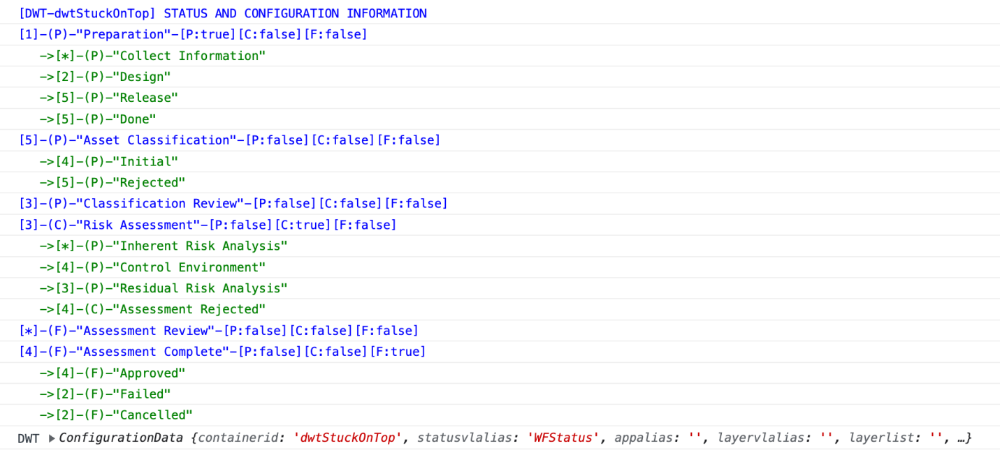 [DWT-dwtStuckOnTop] STATUS AND CONFIGURATION INFORMATION
[1]-(P)-"Preparation"-[P:true][C:false][F:false]
->[*]-(P)-"Collect Information"
->[2]-(P)-"Design"
->[5]-(P)-"Release"
->[5]-(P)-"Done"
[5]-(P)-"Asset Classification"-[P:false][C:false][F:false]
->[4]-(P)-"Initial"
->[5]-(P)-"Rejected"
[3]-(P)-"Classification Review"-[P:false][C:false][F:false]
[3]-(C)-"Risk Assessment"-[P:false][C:true][F:false]
->[*]-(P)-"Inherent Risk Analysis"
->[4]-(P)-"Control Environment"
->[3]-(P)-"Residual Risk Analysis"
->[4]-(C)-"Assessment Rejected"
[*]-(F)-"Assessment Review"-[P:false][C:false][F:false]
[4]-(F)-"Assessment Complete"-[P:false][C:false][F:true]
->[4]-(F)-"Approved"
->[2]-(F)-"Failed"
->[2]-(F)-"Cancelled"
DWT ▶ ConfigurationData {containerid: 'dwtStuckOnTop', statusvlalias: 'WFStatus', appalias: '', layervlalias: '', layerlist: '', …}